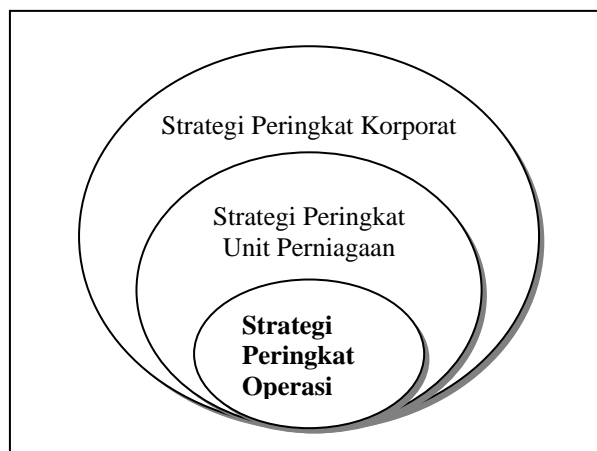 Strategi Peringkat Korporat
Strategi Peringkat
Unit Perniagaan
Strategi
Peringkat
Operasi